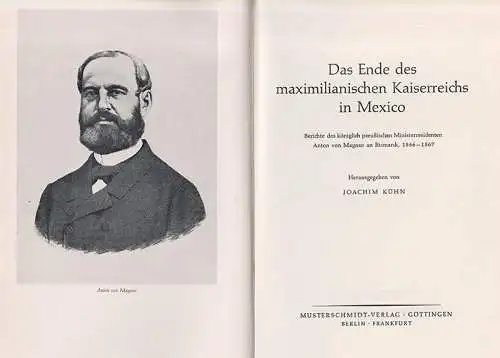 Anton von Magnus
Das Ende des
maximilianischen Kaiserreichs
in Mexico
Berichte des königlich preußischen Ministerresidenten
Anton von Magnus an Bismarck, 1866–1867
Herausgegeben von
JOACHIM KÜHN
MUSTERSCHMIDT-VERLAG · GÖTTINGEN
BERLIN · FRANKFURT